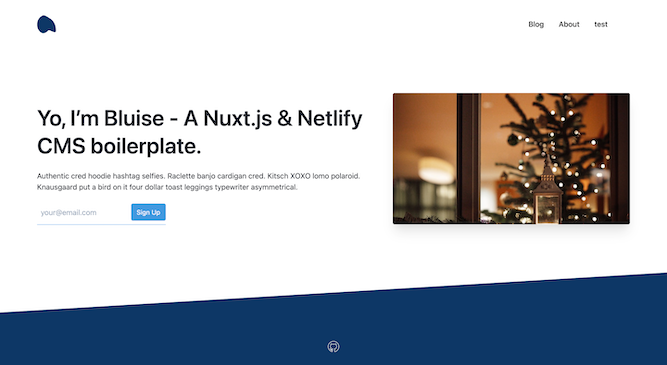 Blog About test
Yo, I’m Bluise - A Nuxt.js & Netlify
CMS boilerplate.
Authentic cred hoodie hashtag selfies. Raclette banjo cardigan cred. Kitsch XOXO lomo polaroid.
Knausgaard put a bird on it four dollar toast leggings typewriter asymmetrical.
your@email.com Sign Up